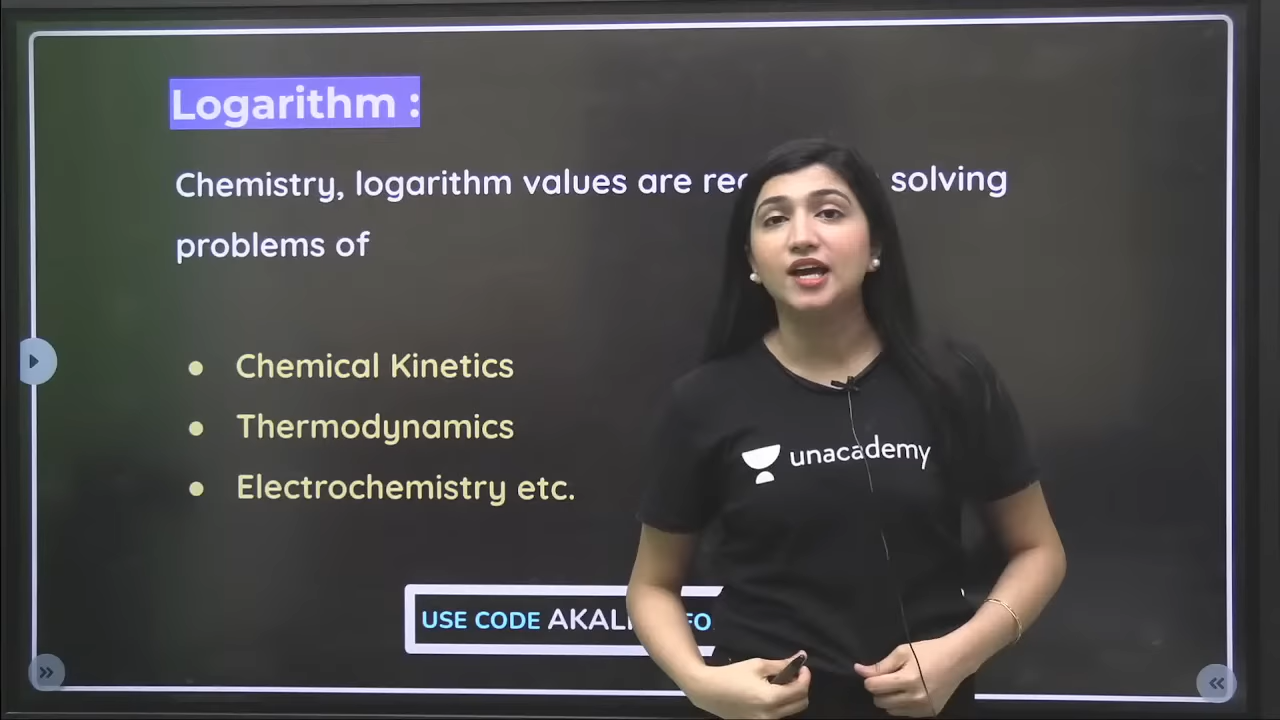 Logarithm :
Chemistry, logarithm values are solving
problems of
● Chemical Kinetics
● Thermodynamics
● Electrochemistry etc.
unacademy
USE CODE